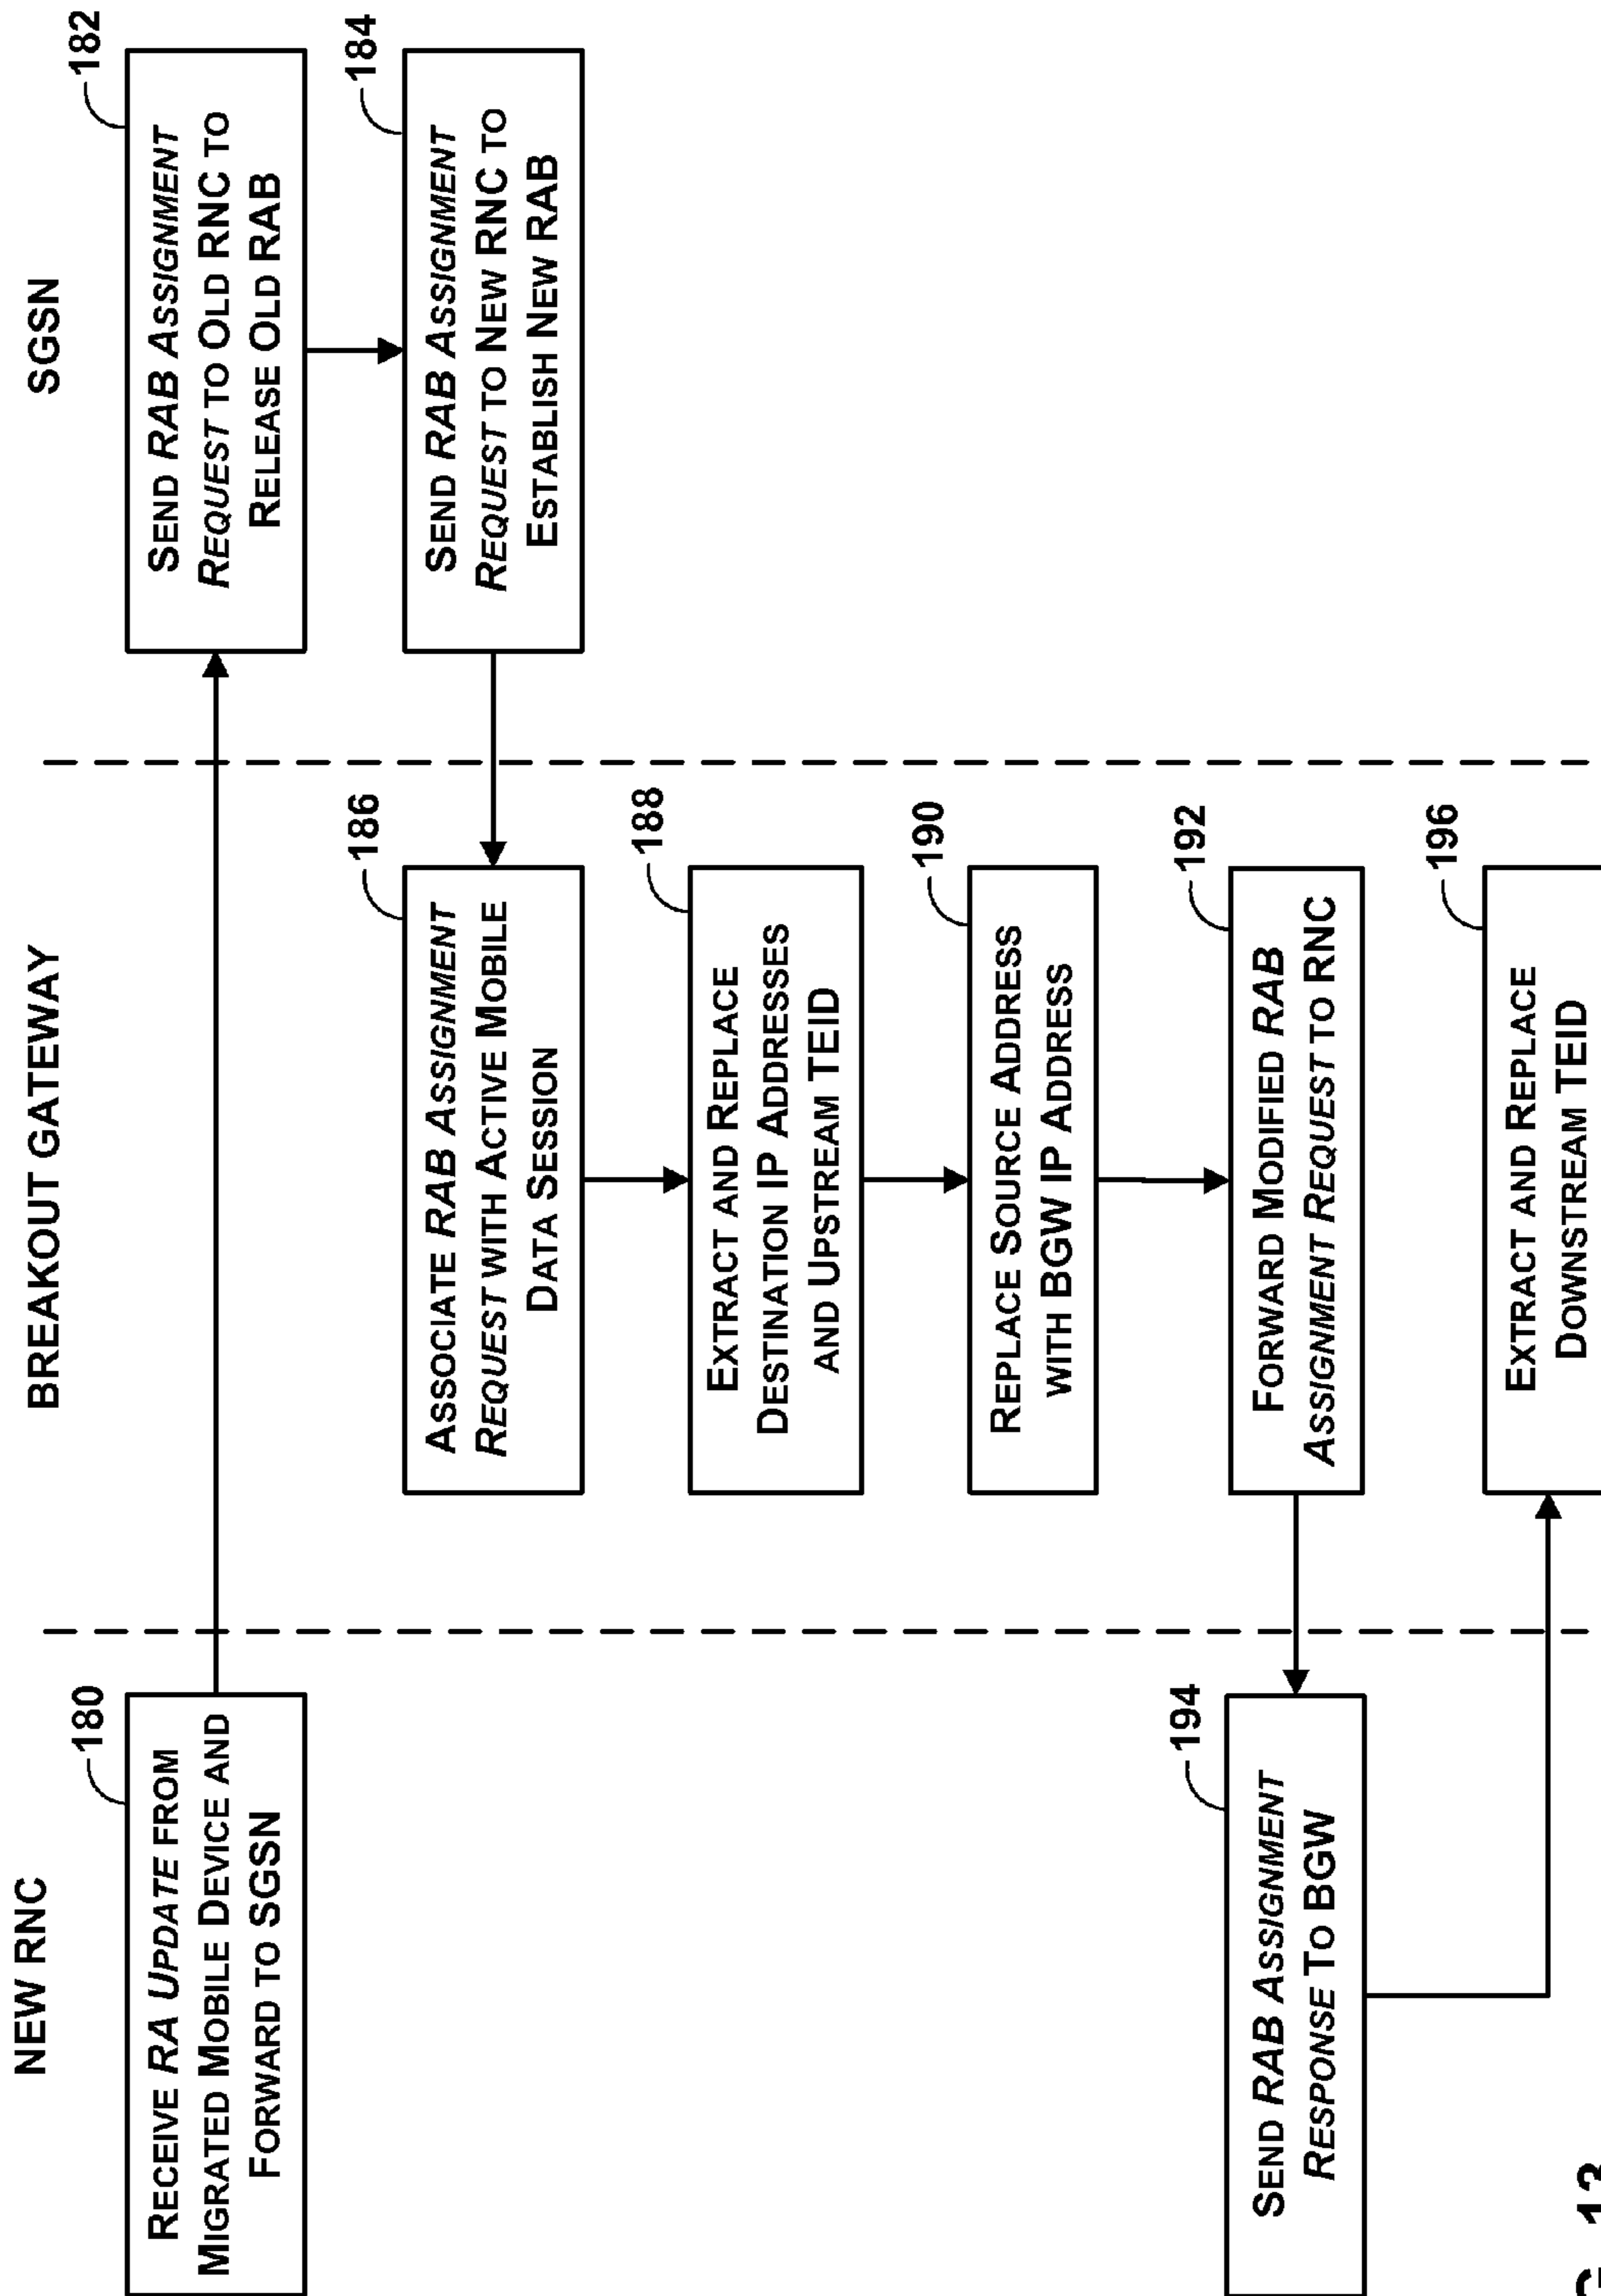 NEW RNC
BREAKOUT GATEWAY
SGSN
180
RECEIVE RA UPDATE FROM
MIGRATED MOBILE DEVICE AND
FORWARD TO SGSN
182
SEND RAB ASSIGNMENT
REQUEST TO OLD RNC TO
RELEASE OLD RAB
184
SEND RAB ASSIGNMENT
REQUEST TO NEW RNC TO
ESTABLISH NEW RAB
186
ASSOCIATE RAB ASSIGNMENT
REQUEST WITH ACTIVE MOBILE
DATA SESSION
188
EXTRACT AND REPLACE
DESTINATION IP ADDRESSES
AND UPSTREAM TEID
190
REPLACE SOURCE ADDRESS
WITH BGW IP ADDRESS
192
FORWARD MODIFIED RAB
ASSIGNMENT REQUEST TO RNC
194
SEND RAB ASSIGNMENT
RESPONSE TO BGW
196
EXTRACT AND REPLACE
DOWNSTREAM TEID